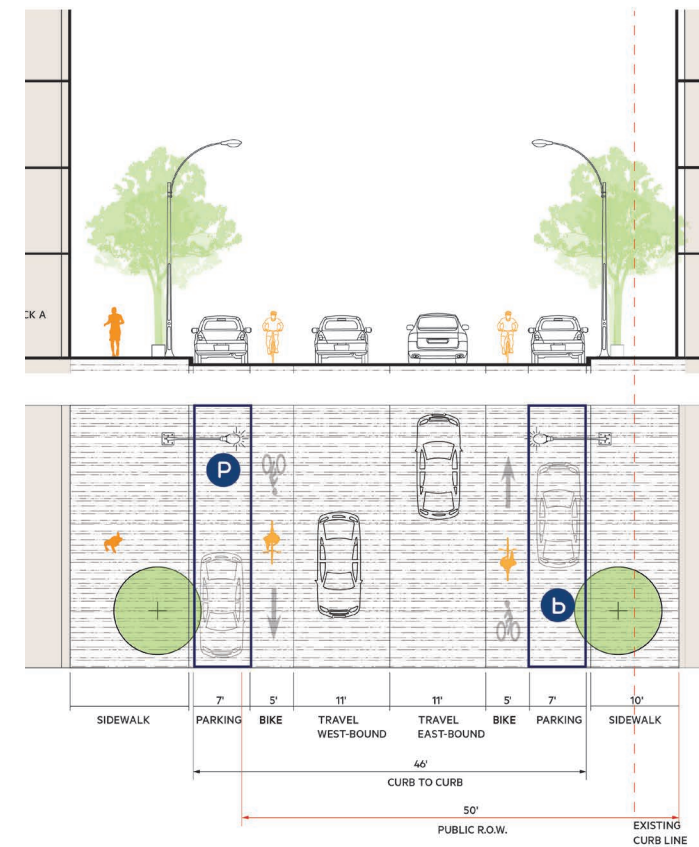 CK A
P
b
7'
5'
11'
11'
5'
7'
10'
SIDEWALK
PARKING
BIKE
TRAVEL
WEST-BOUND
TRAVEL
EAST-BOUND
BIKE
PARKING
SIDEWALK
46'
CURB TO CURB
50'
PUBLIC R.O.W.
EXISTING
CURB LINE